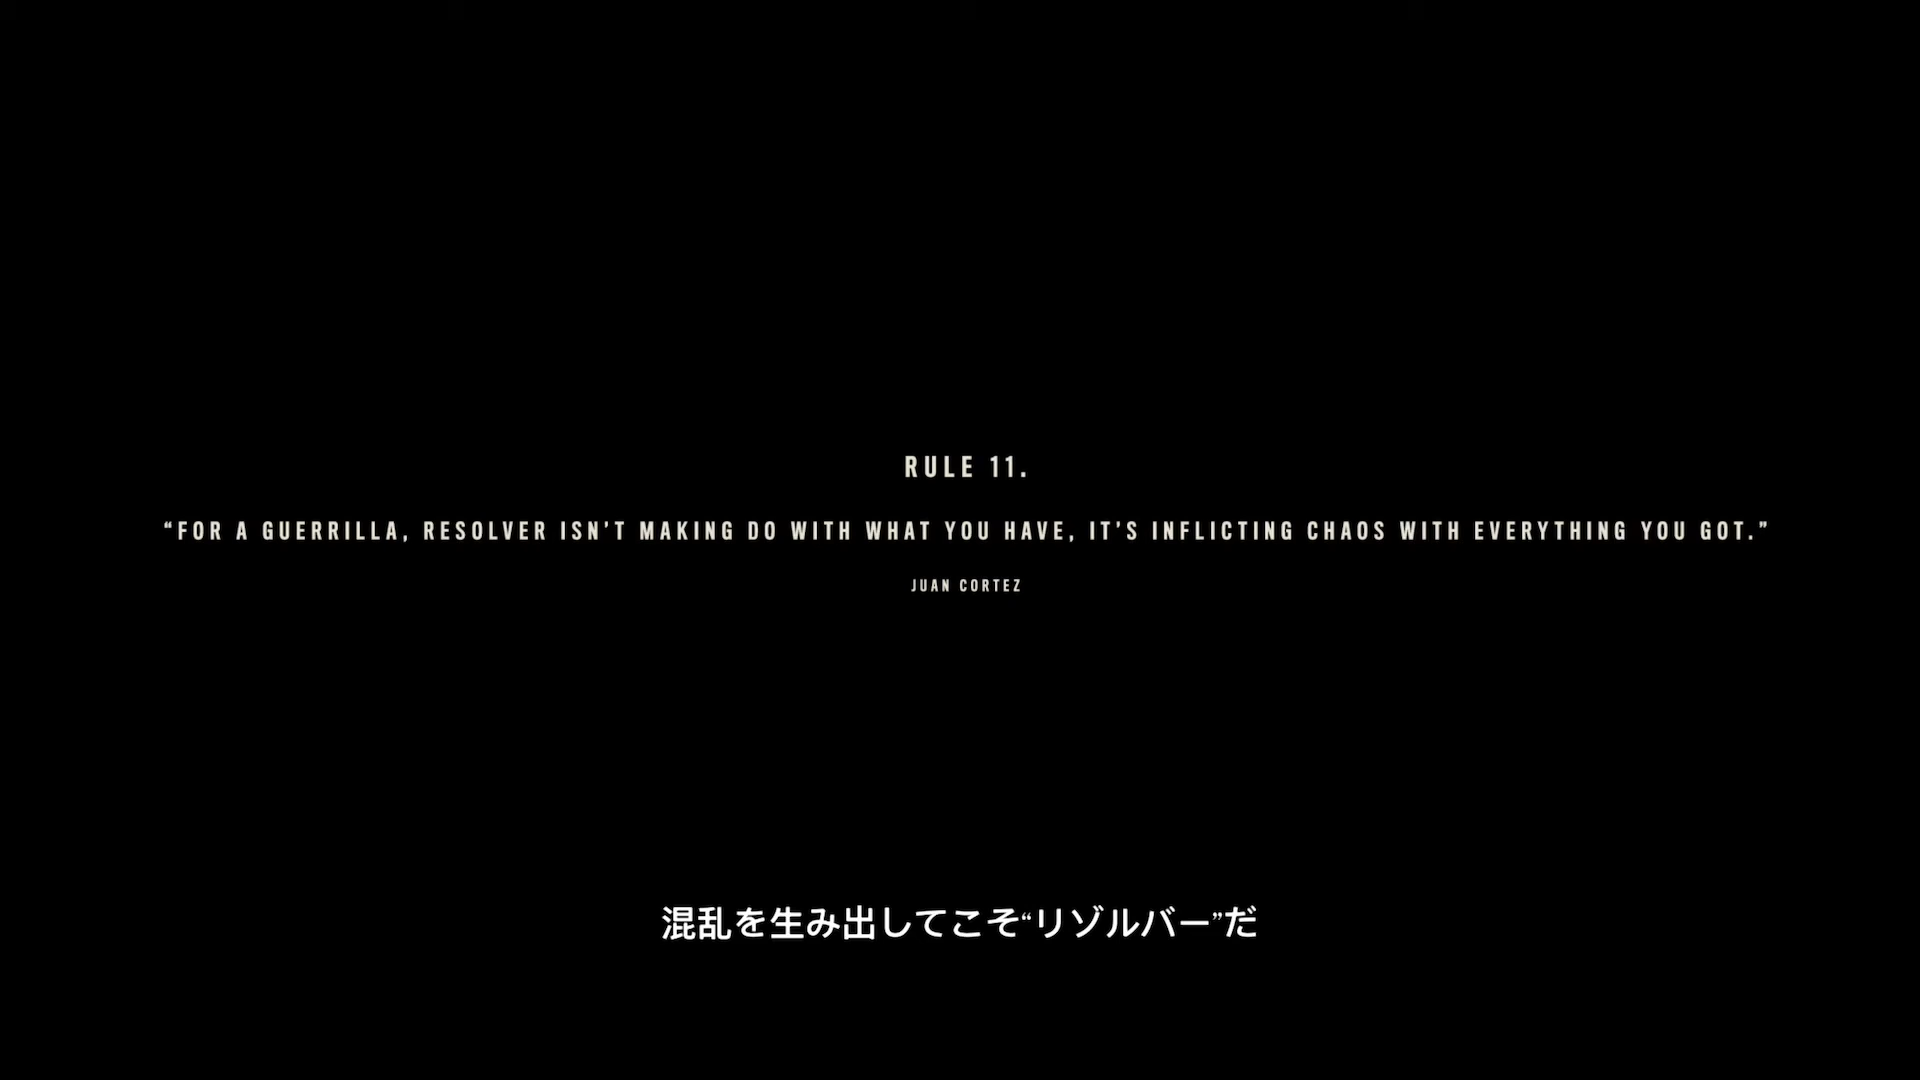 RULE 11.
“FOR A GUERRILLA, RESOLVER ISN’T MAKING DO WITH WHAT YOU HAVE, IT’S INFLICTING CHAOS WITH EVERYTHING YOU GOT.”
JUAN CORTEZ
混乱を生み出してこそ“リゾルバー”だ